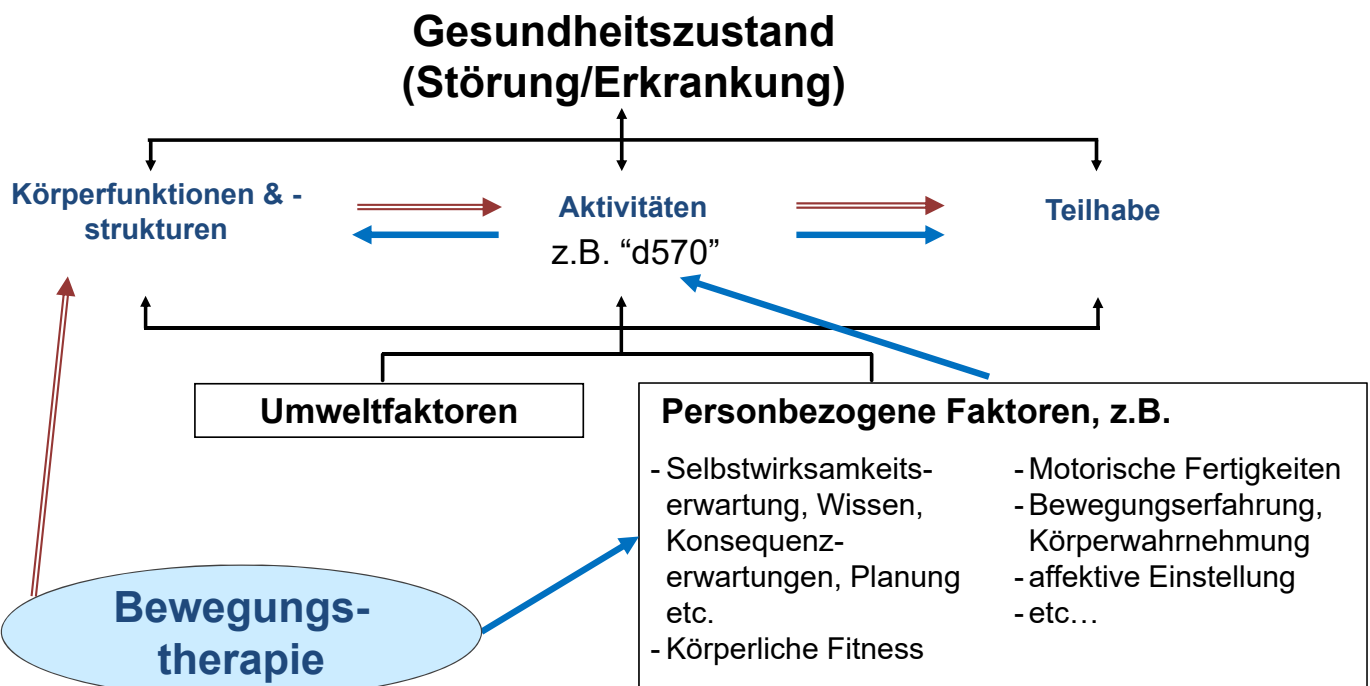 Gesundheitszustand
(Störung/Erkrankung)
Körperfunktionen & -
strukturen
Aktivitäten
z.B. “d570”
Teilhabe
Umweltfaktoren
Personbezogene Faktoren, z.B.
- Selbstwirksamkeits-
erwartung, Wissen,
Konsequenz-
erwartungen, Planung
etc.
- Körperliche Fitness
- Motorische Fertigkeiten
- Bewegungserfahrung,
Körperwahrnehmung
- affektive Einstellung
- etc…
Bewegungs-
therapie